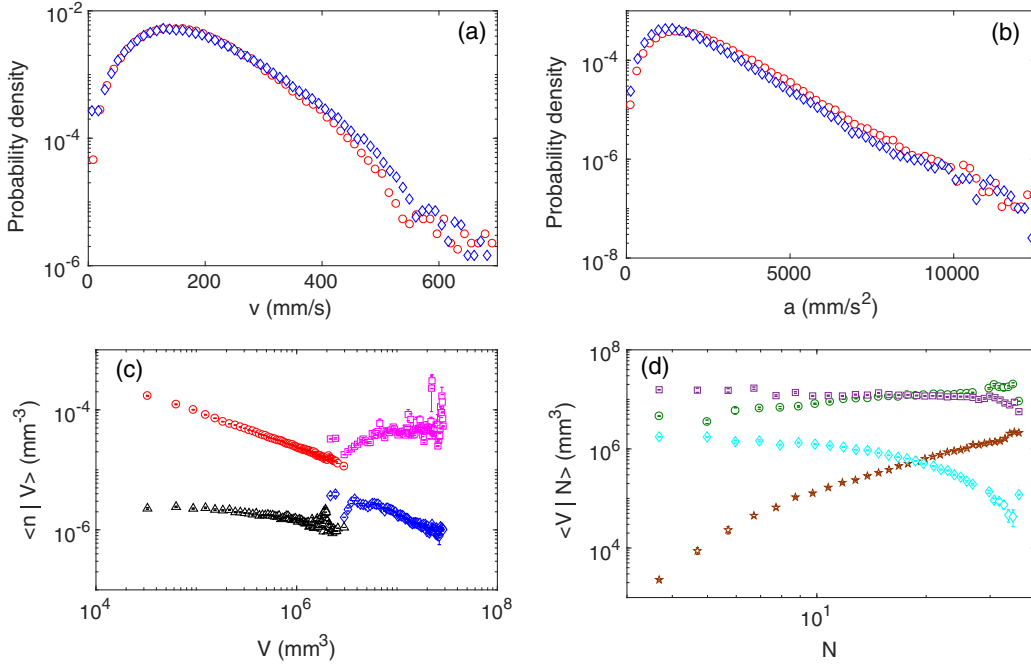 10^-2
(a)
Probability density
10^-4
10^-6
0
200
400
600
v (mm/s)
(b)
Probability density
10^-4
10^-6
10^-8
0
5000
10000
a (mm/s^2)
(c)
<n | V> (mm^-3)
10^-4
10^-6
10^4
10^6
10^8
V (mm^3)
10^8
(d)
<V | N> (mm^3)
10^6
10^4
10^1
N